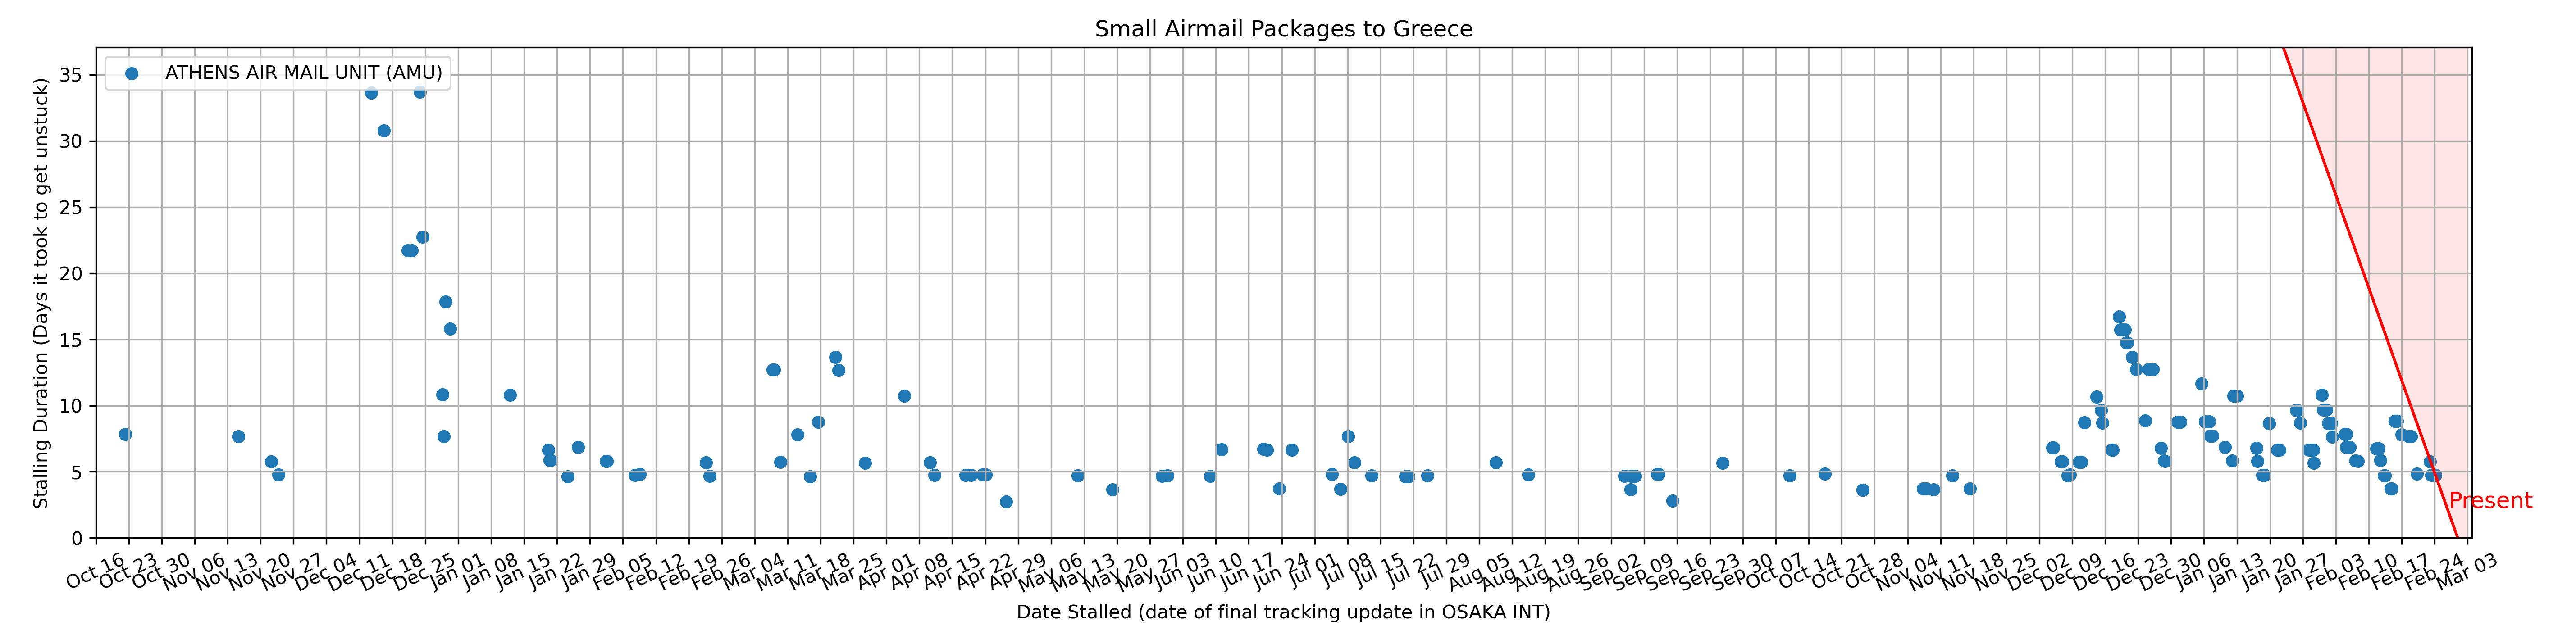 Small Airmail Packages to Greece
ATHENS AIR MAIL UNIT (AMU)
Stalling Duration (Days it took to get unstuck)
35
30
25
20
15
10
5
0
Present
Oct 16 Oct 23 Oct 30 Nov 06 Nov 13 Nov 20 Nov 27 Dec 04 Dec 11 Dec 18 Dec 25 Jan 01 Jan 08 Jan 15 Jan 22 Jan 29 Feb 05 Feb 12 Feb 19 Feb 26 Mar 04 Mar 11 Mar 18 Mar 25 Apr 01 Apr 08 Apr 15 Apr 22 Apr 29 May 06 May 13 May 20 May 27 Jun 03 Jun 10 Jun 17 Jun 24 Jul 01 Jul 08 Jul 15 Jul 22 Jul 29 Aug 05 Aug 12 Aug 19 Aug 26 Sep 02 Sep 09 Sep 16 Sep 23 Sep 30 Oct 07 Oct 14 Oct 21 Oct 28 Nov 04 Nov 11 Nov 18 Nov 25 Dec 02 Dec 09 Dec 16 Dec 23 Dec 30 Jan 06 Jan 13 Jan 20 Jan 27 Feb 03 Feb 10 Feb 17 Feb 24 Mar 03
Date Stalled (date of final tracking update in OSAKA INT)